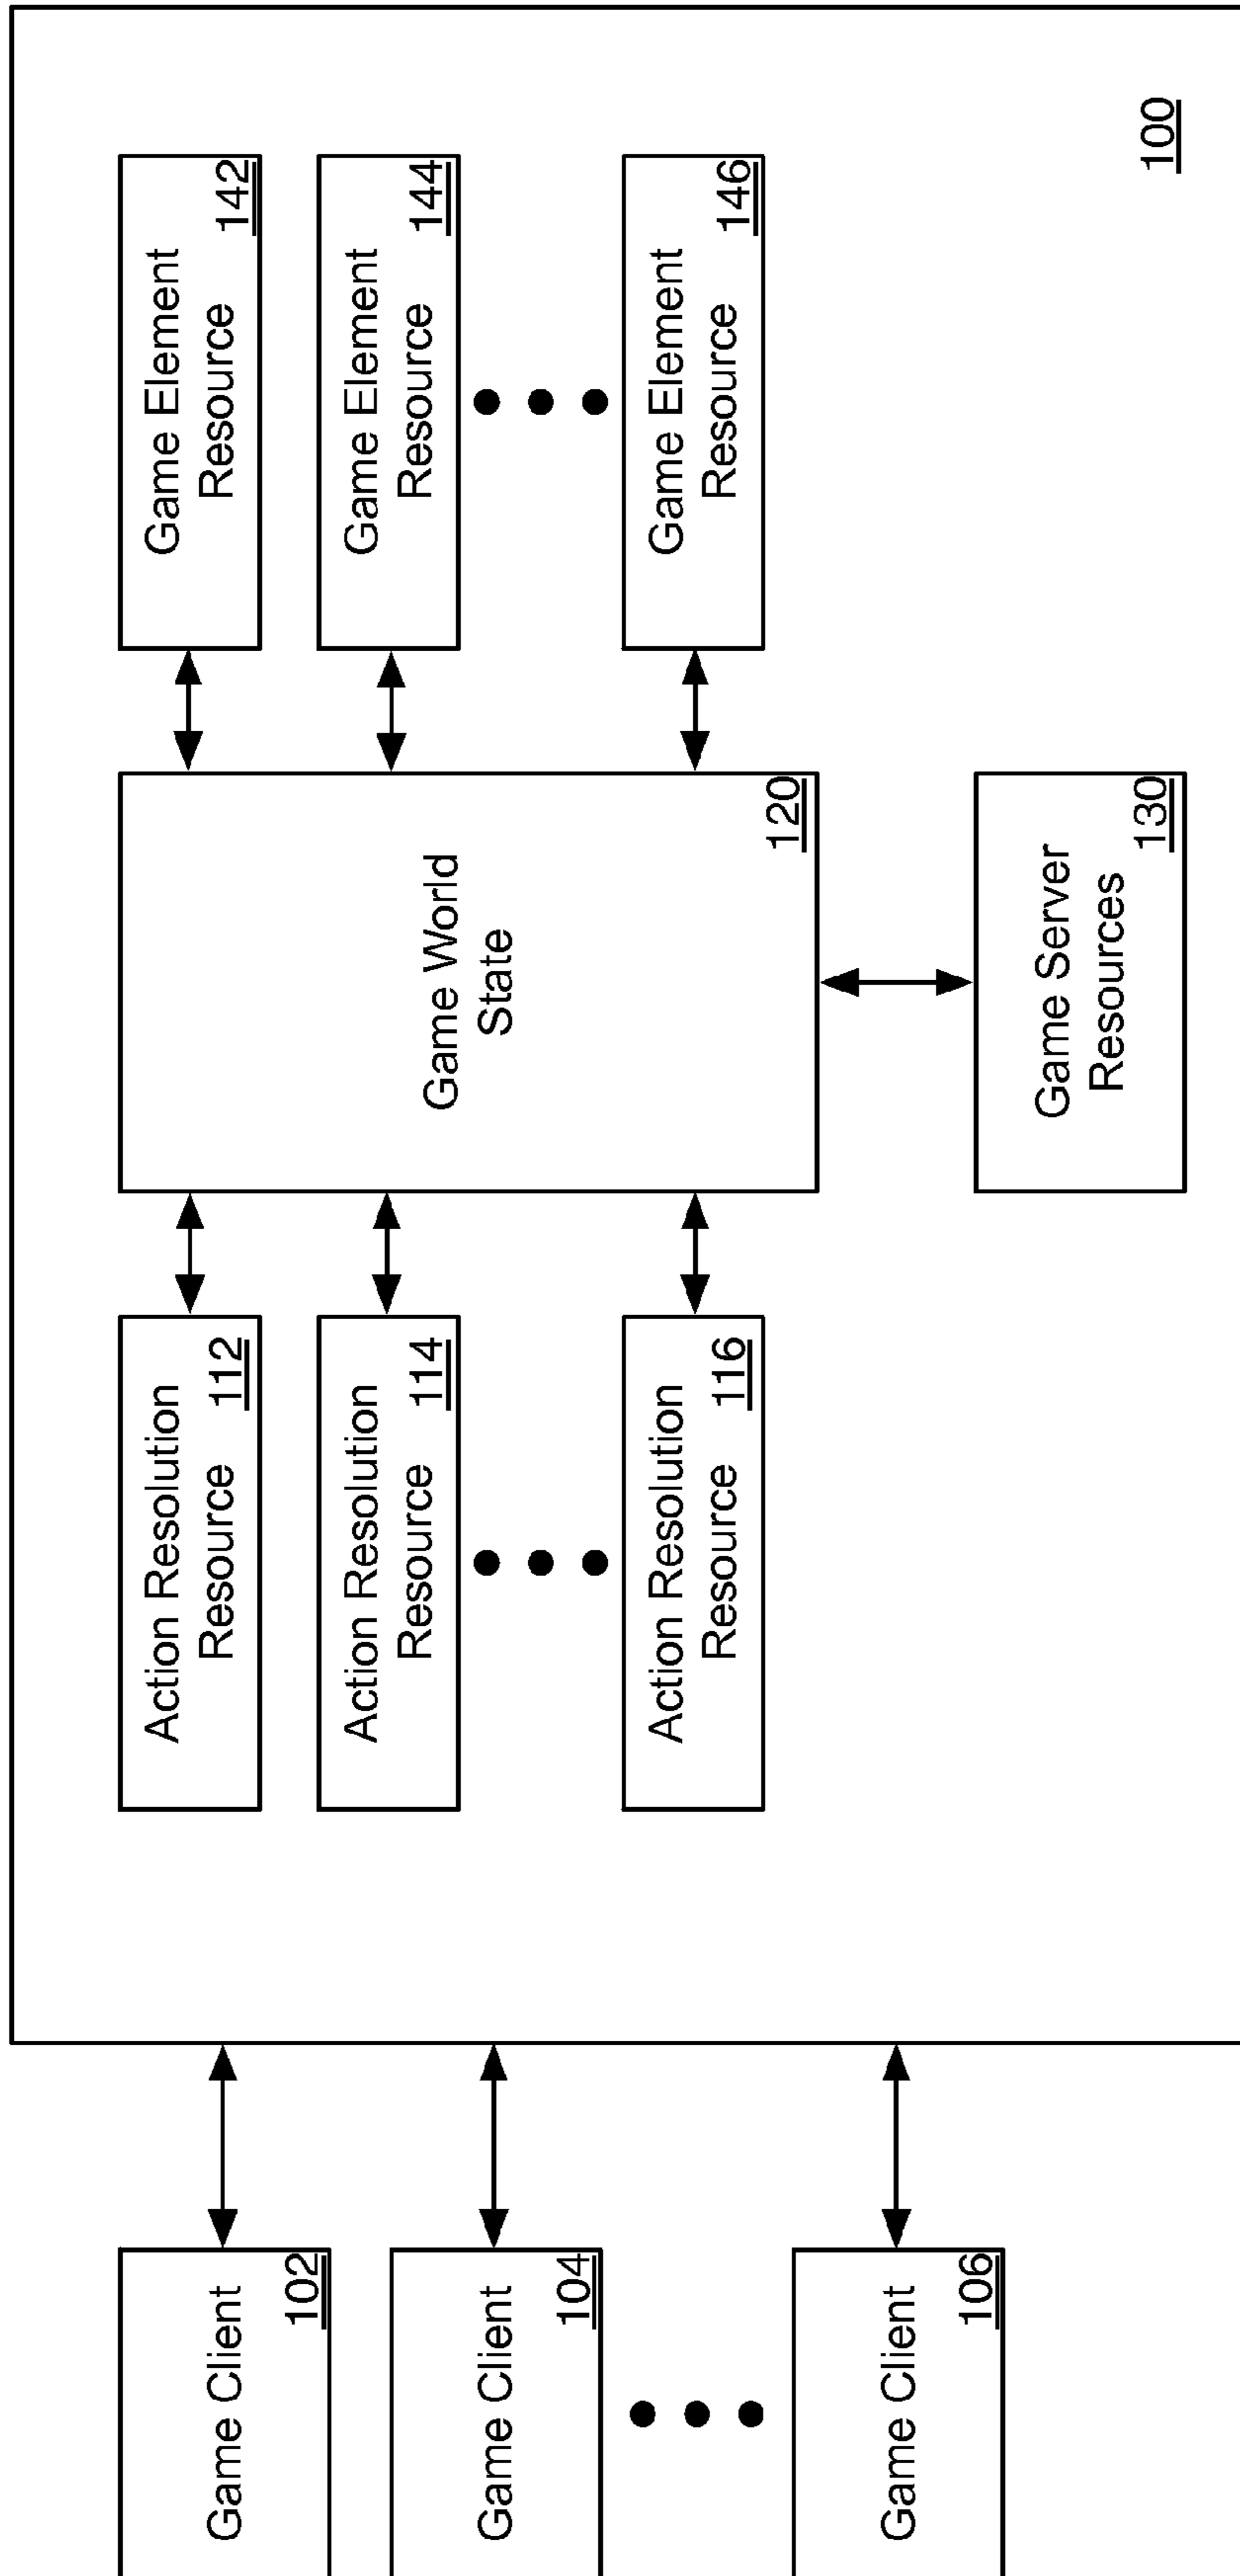 Game Client
102
Game Client
104
Game Client
106
Action Resolution
Resource
112
Action Resolution
Resource
114
Action Resolution
Resource
116
Game World
State
120
Game Server
Resources
130
Game Element
Resource
142
Game Element
Resource
144
Game Element
Resource
146
100